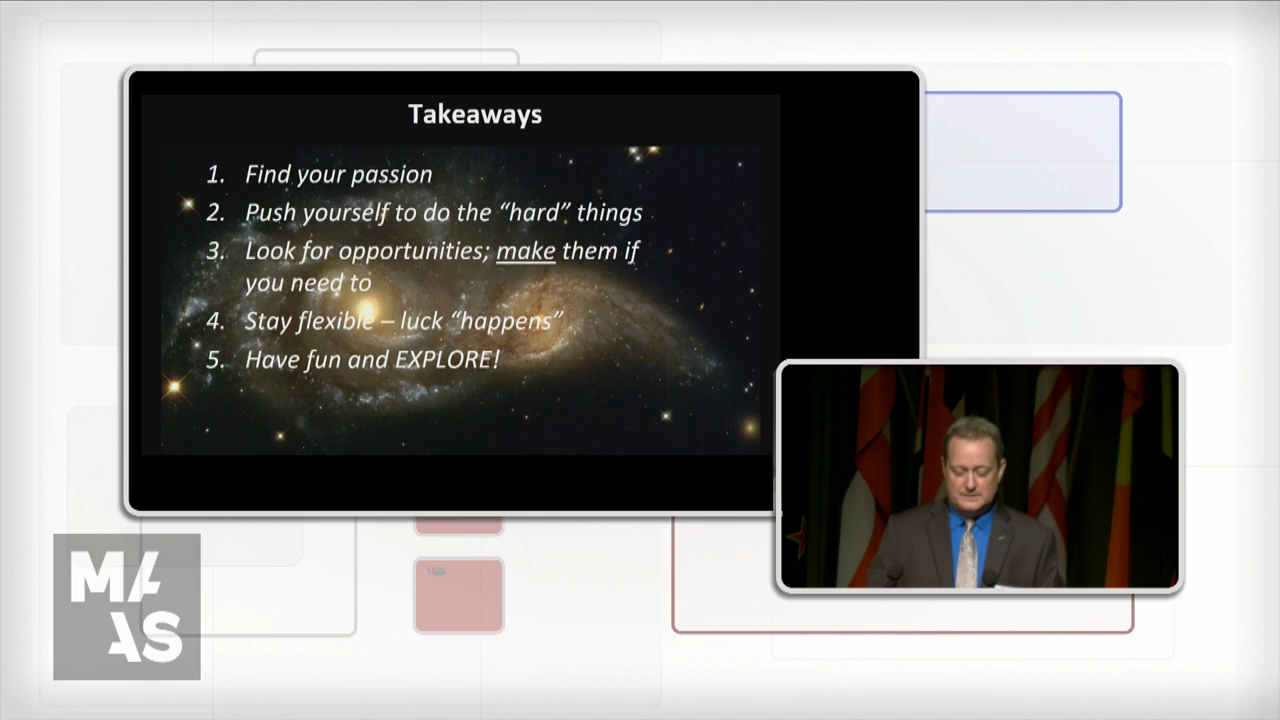 Takeaways
1. Find your passion
2. Push yourself to do the “hard” things
3. Look for opportunities; make them if
you need to
4. Stay flexible – luck “happens”
5. Have fun and EXPLORE!
MA
AS